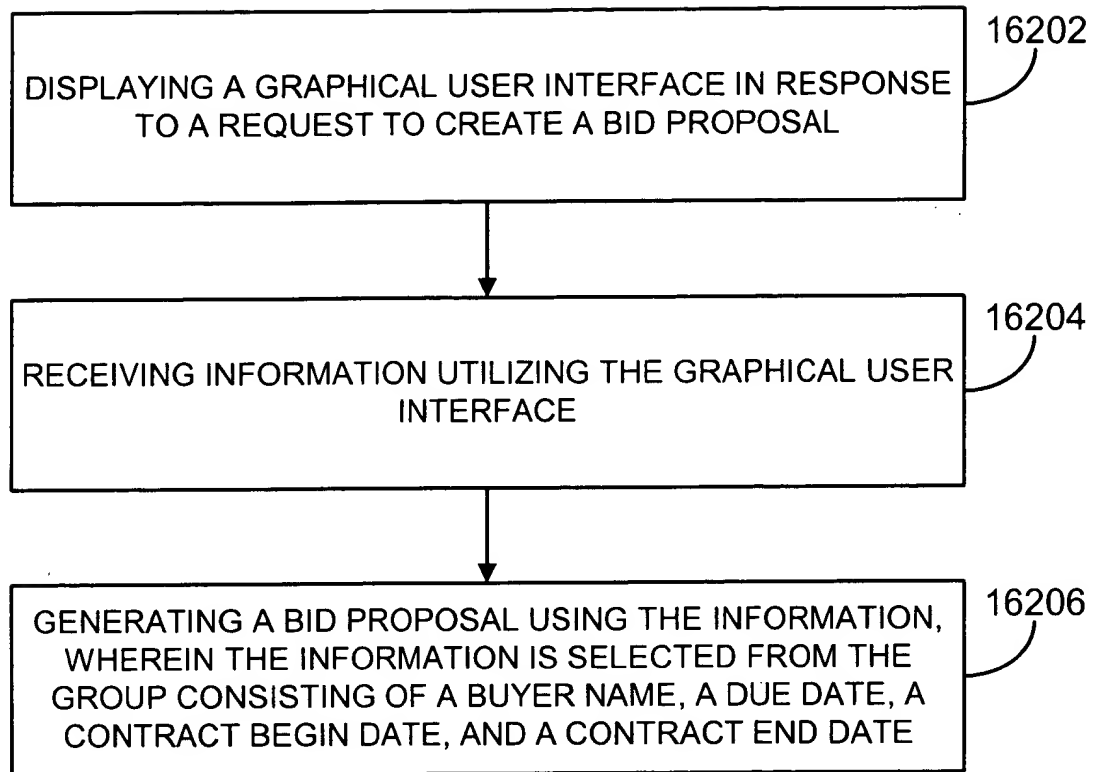 16202
DISPLAYING A GRAPHICAL USER INTERFACE IN RESPONSE
TO A REQUEST TO CREATE A BID PROPOSAL
16204
RECEIVING INFORMATION UTILIZING THE GRAPHICAL USER
INTERFACE
16206
GENERATING A BID PROPOSAL USING THE INFORMATION,
WHEREIN THE INFORMATION IS SELECTED FROM THE
GROUP CONSISTING OF A BUYER NAME, A DUE DATE, A
CONTRACT BEGIN DATE, AND A CONTRACT END DATE